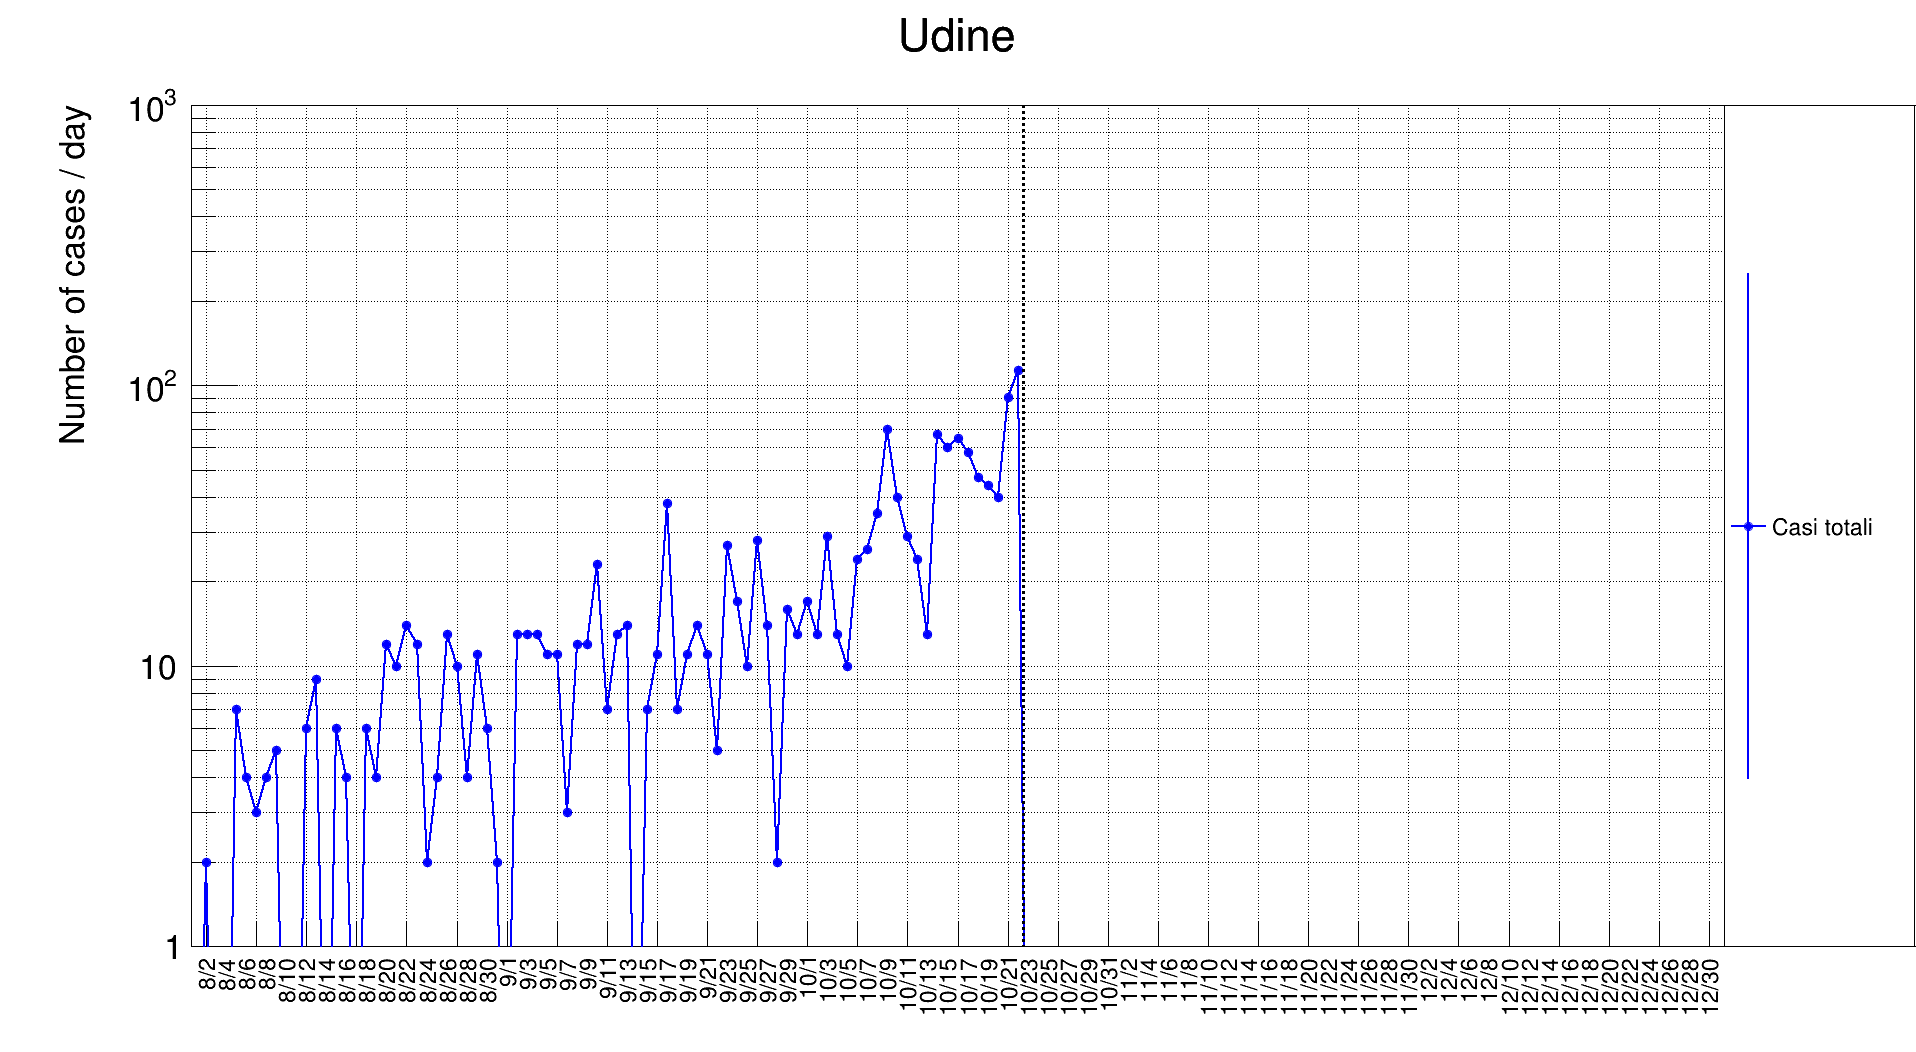 Udine
Number of cases / day
10³
10²
10
1
Casi totali
8/2 8/4 8/6 8/8 8/10 8/12 8/14 8/16 8/18 8/20 8/22 8/24 8/26 8/28 8/30 9/1 9/3 9/5 9/7 9/9 9/11 9/13 9/15 9/17 9/19 9/21 9/23 9/25 9/27 9/29 10/1 10/3 10/5 10/7 10/9 10/11 10/13 10/15 10/17 10/19 10/21 10/23 10/25 10/27 10/29 10/31 11/2 11/4 11/6 11/8 11/10 11/12 11/14 11/16 11/18 11/20 11/22 11/24 11/26 11/28 11/30 12/2 12/4 12/6 12/8 12/10 12/12 12/14 12/16 12/18 12/20 12/22 12/24 12/26 12/28 12/30